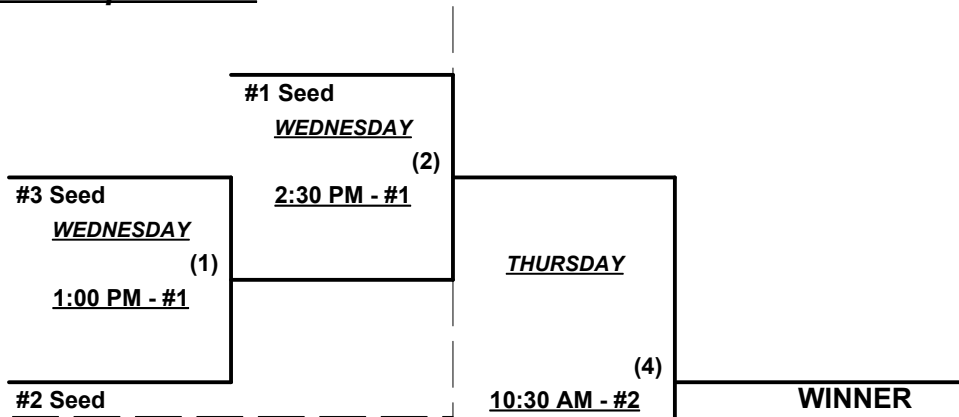 #1 Seed
WEDNESDAY
(2)
2:30 PM - #1
#3 Seed
WEDNESDAY
(1)
1:00 PM - #1
THURSDAY
(4)
10:30 AM - #2
#2 Seed
WINNER